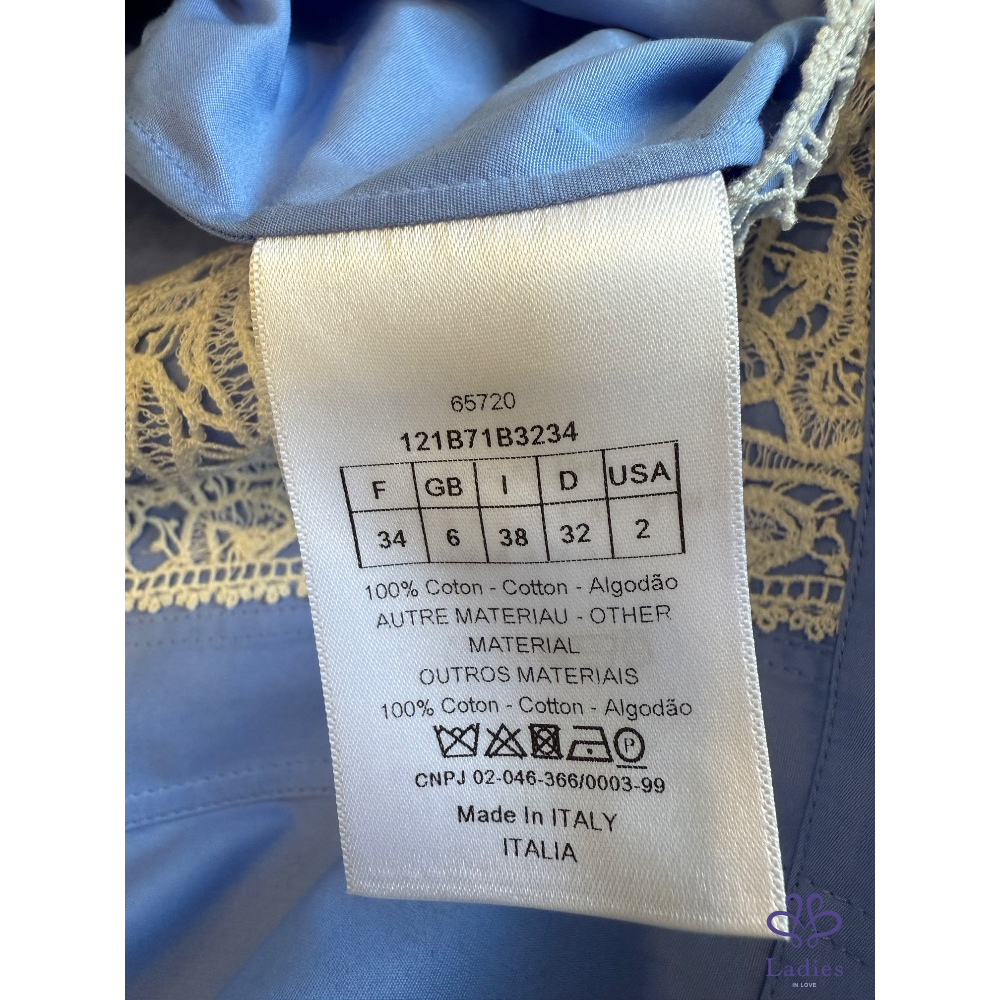 65720
121B71B3234
F GB I D USA
34 6 38 32 2
100% Coton - Cotton - Algodão
AUTRE MATERIAU - OTHER
MATERIAL
OUTROS MATERIAIS
100% Coton - Cotton - Algodão
P
CNPJ 02-046-366/0003-99
Made In ITALY
ITALIA
Ladies
IN LOVE